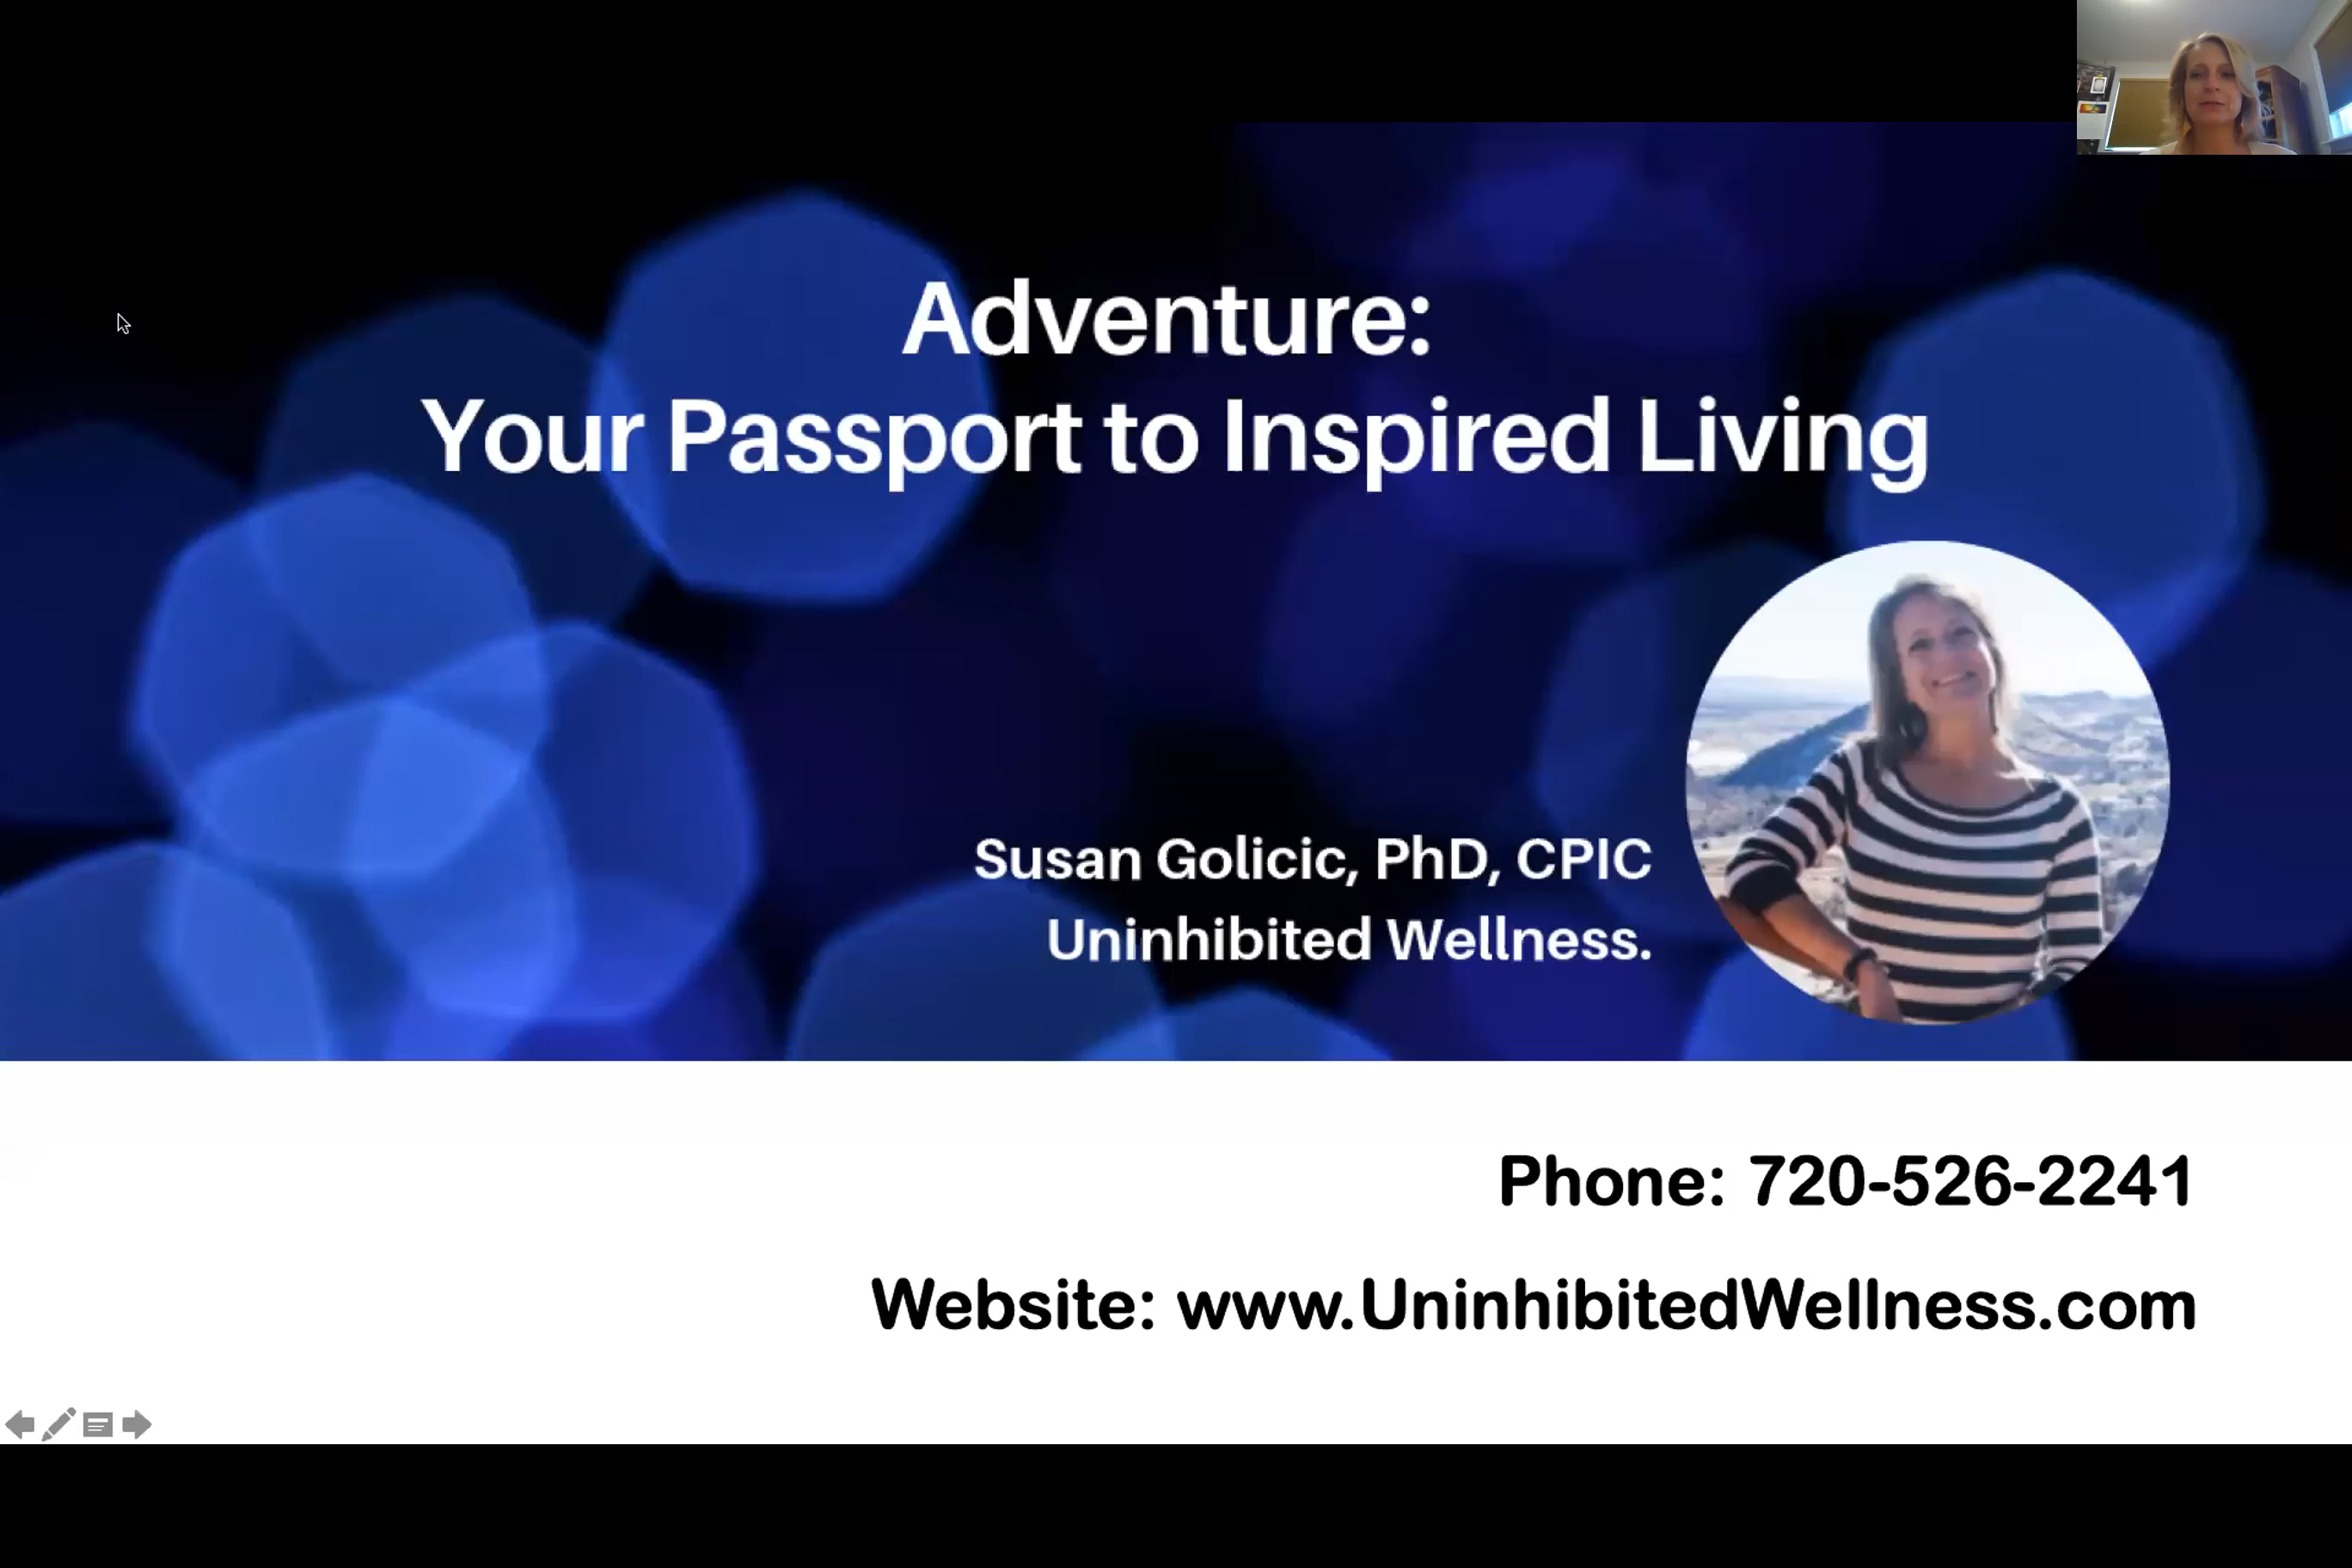 Adventure:
Your Passport to Inspired Living
Susan Golicic, PhD, CPIC
Uninhibited Wellness.
Phone: 720-526-2241
Website: www.UninhibitedWellness.com